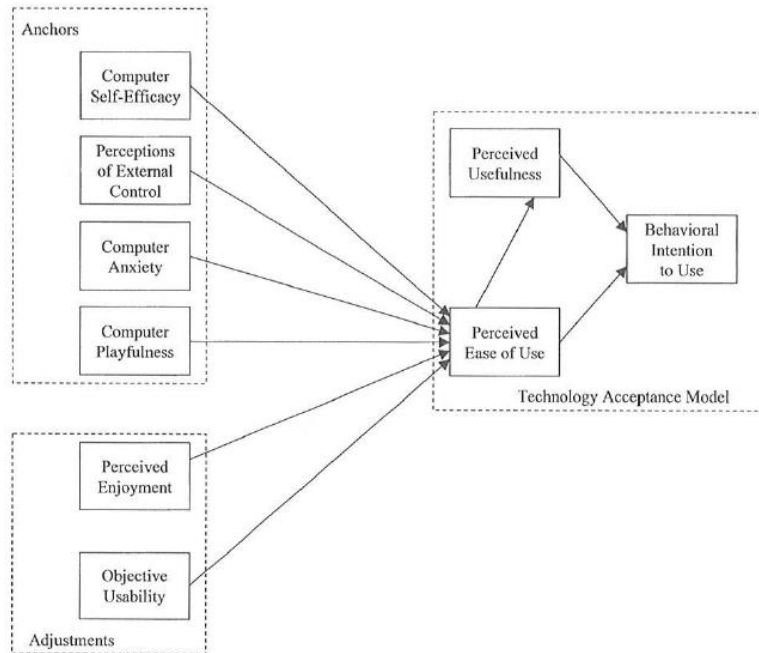 Anchors
Computer
Self-Efficacy
Perceptions
of External
Control
Computer
Anxiety
Computer
Playfulness
Perceived
Usefulness
Behavioral
Intention
to Use
Perceived
Ease of Use
Technology Acceptance Model
Perceived
Enjoyment
Objective
Usability
Adjustments